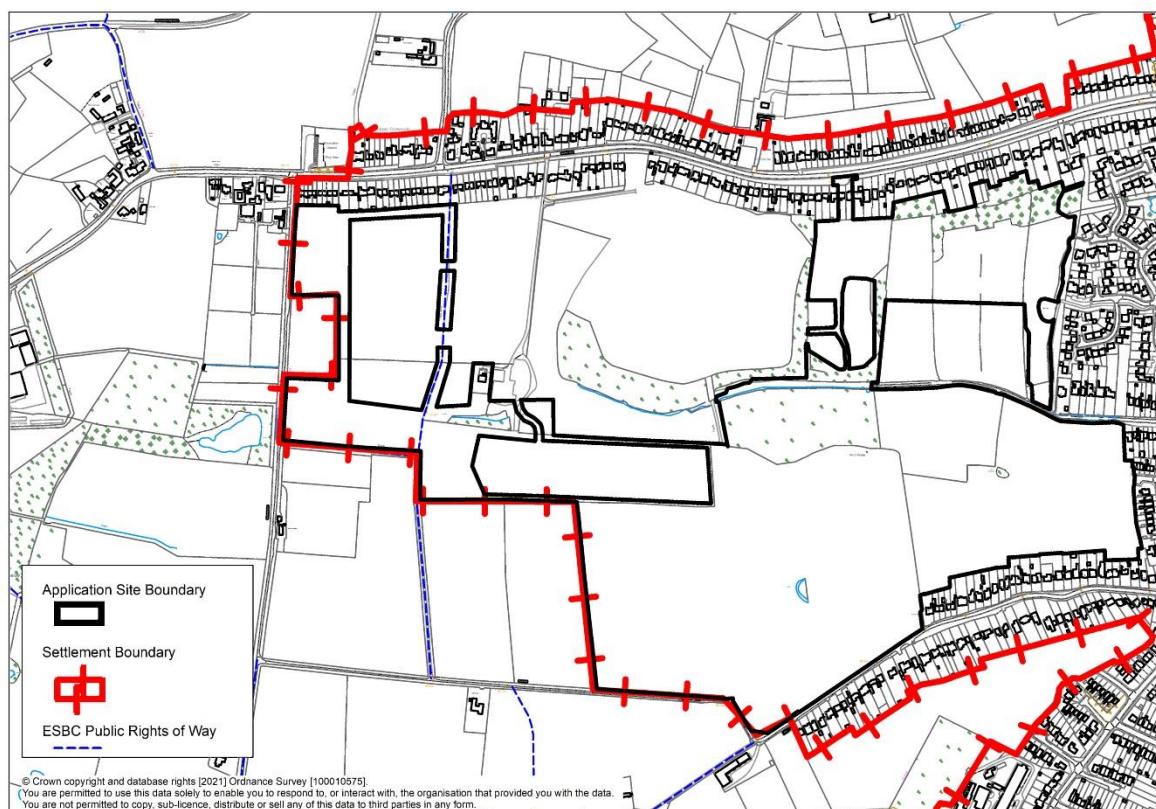 Application Site Boundary
Settlement Boundary
ESBC Public Rights of Way
© Crown copyright and database rights [2021] Ordnance Survey [100010575].
You are permitted to use this data solely to enable you to respond to, or interact with, the organisation that provided you with the data.
You are not permitted to copy, sub-licence, distribute or sell any of this data to third parties in any form.